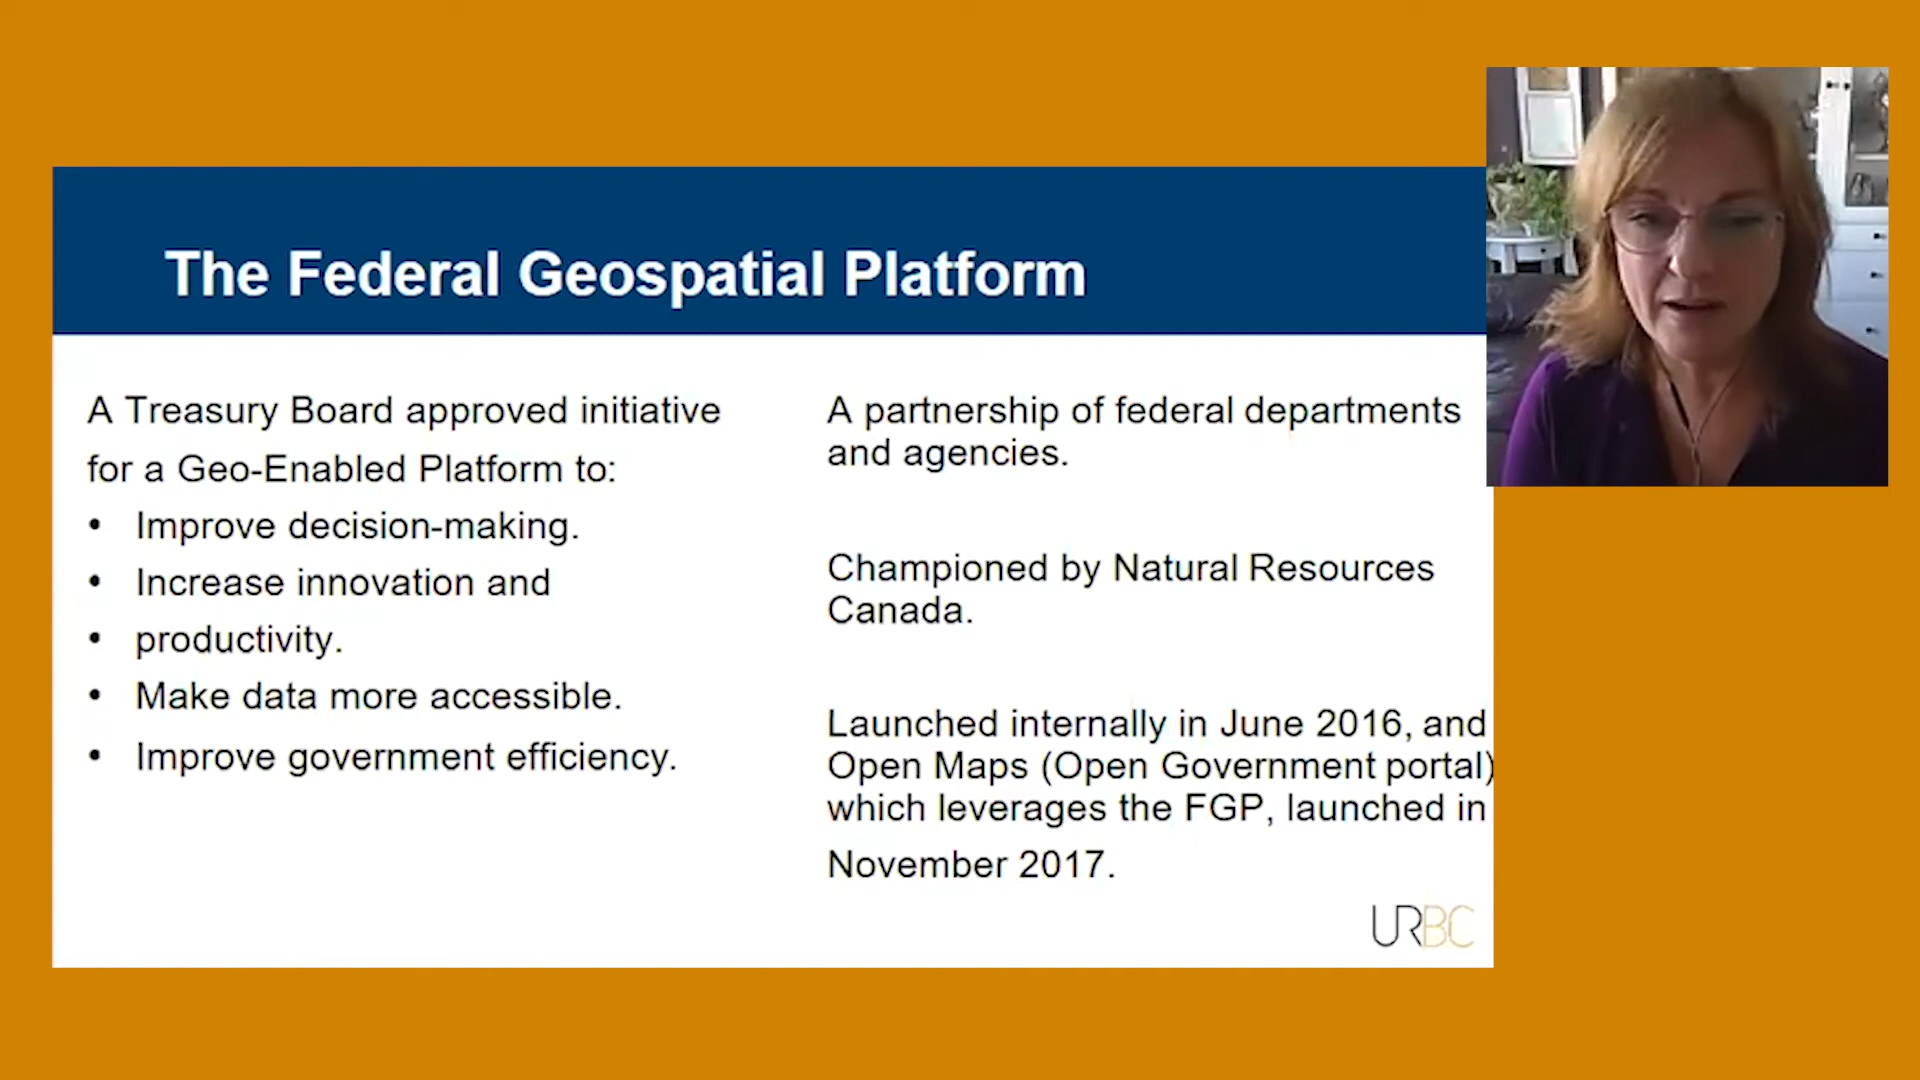 The Federal Geospatial Platform
A Treasury Board approved initiative
for a Geo-Enabled Platform to:
• Improve decision-making.
• Increase innovation and
• productivity.
• Make data more accessible.
• Improve government efficiency.
A partnership of federal departments
and agencies.
Championed by Natural Resources
Canada.
Launched internally in June 2016, and
Open Maps (Open Government portal)
which leverages the FGP, launched in
November 2017.
URBC